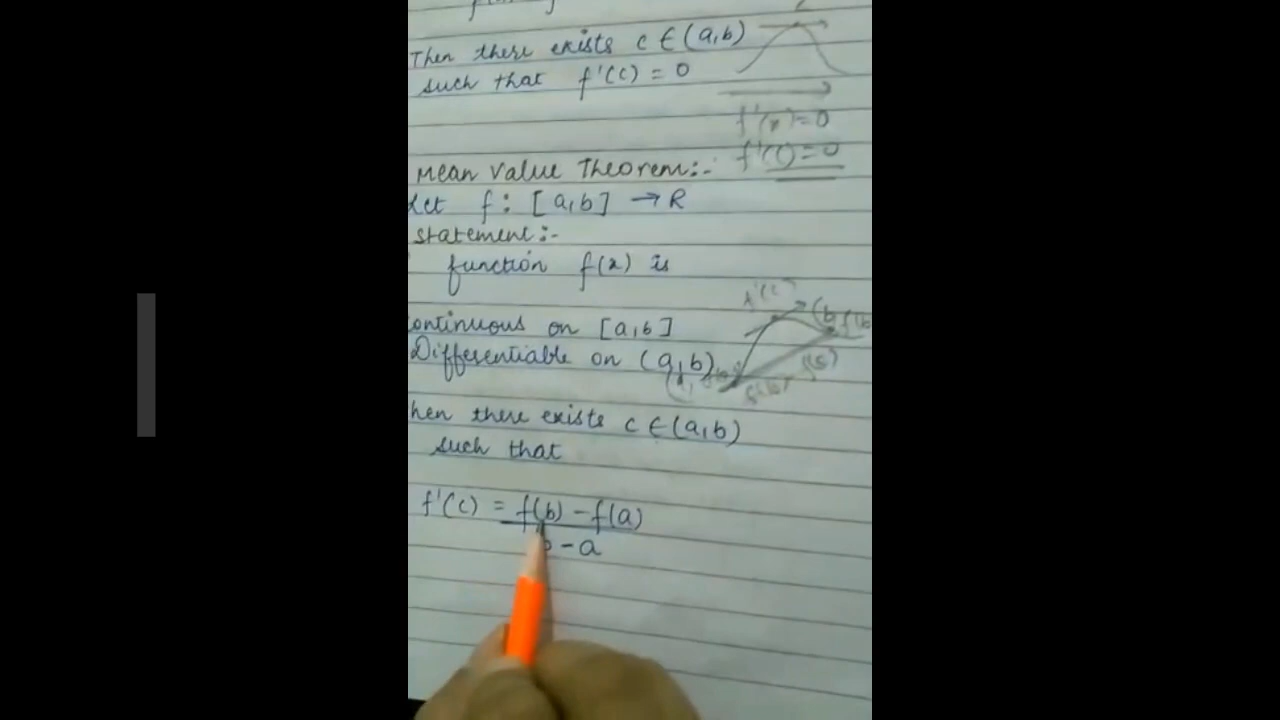 Then there exists c ∈ (a,b)
such that f'(c) = 0
f'(x) = 0
f'(c) = 0
Mean Value Theorem:-
Let f: [a,b] → R
statement:-
function f(x) is
f'(c)
ontinuous on [a,b]
Differentiable on (a,b)
hen there exists c ∈ (a,b)
such that
f'(c) = f(b) - f(a)
- a